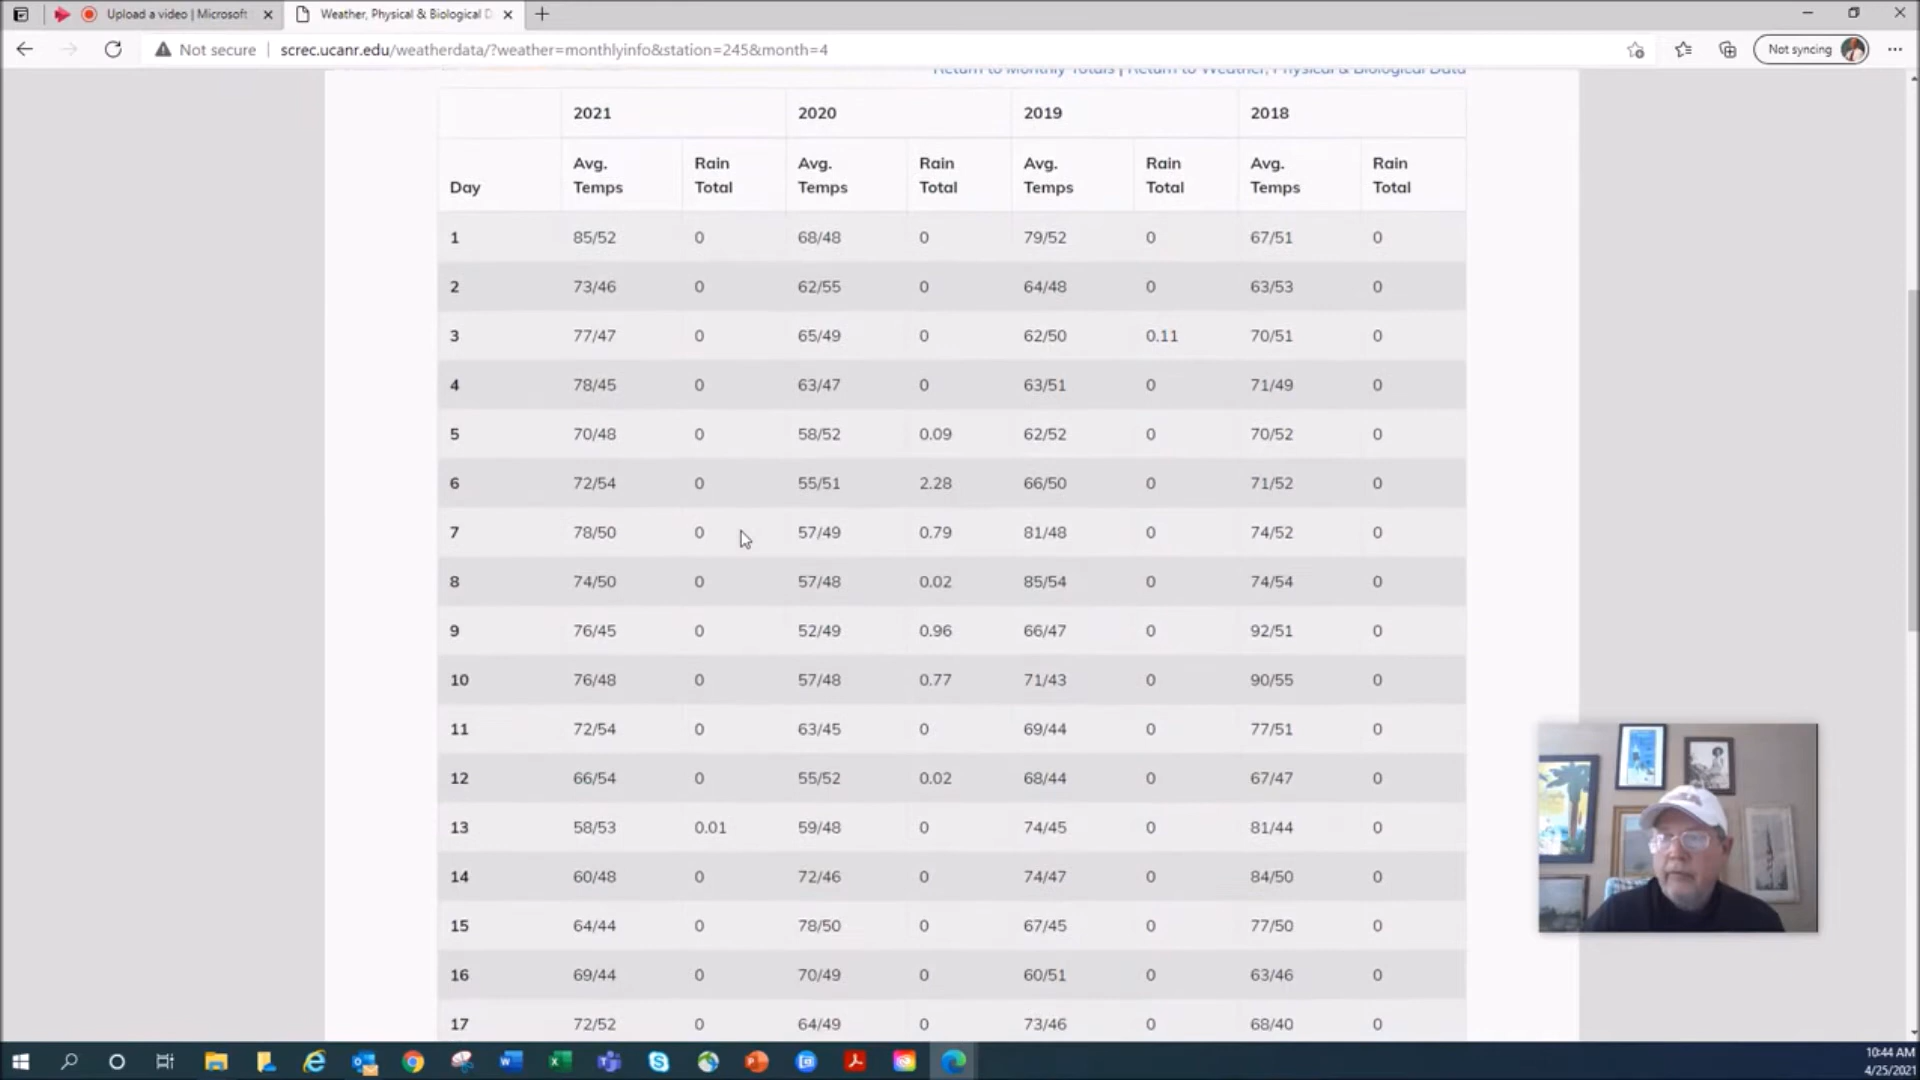 Upload a video | Microsoft
Weather, Physical & Biological D
Not secure
screc.ucanr.edu/weatherdata/?weather=monthlyinfo&station=245&month=4
Not syncing
Return to Monthly Totals | Return to Weather, Physical & Biological Data
2021 2020 2019 2018
Avg. Rain Avg. Rain Avg. Rain Avg. Rain
Day Temps Total Temps Total Temps Total Temps Total
1 85/52 0 68/48 0 79/52 0 67/51 0
2 73/46 0 62/55 0 64/48 0 63/53 0
3 77/47 0 65/49 0 62/50 0.11 70/51 0
4 78/45 0 63/47 0 63/51 0 71/49 0
5 70/48 0 58/52 0.09 62/52 0 70/52 0
6 72/54 0 55/51 2.28 66/50 0 71/52 0
7 78/50 0 57/49 0.79 81/48 0 74/52 0
8 74/50 0 57/48 0.02 85/54 0 74/54 0
9 76/45 0 52/49 0.96 66/47 0 92/51 0
10 76/48 0 57/48 0.77 71/43 0 90/55 0
11 72/54 0 63/45 0 69/44 0 77/51 0
12 66/54 0 55/52 0.02 68/44 0 67/47 0
13 58/53 0.01 59/48 0 74/45 0 81/44 0
14 60/48 0 72/46 0 74/47 0 84/50 0
15 64/44 0 78/50 0 67/45 0 77/50 0
16 69/44 0 70/49 0 60/51 0 63/46 0
17 72/52 0 64/49 0 73/46 0 68/40 0
10:44 AM
4/25/2021